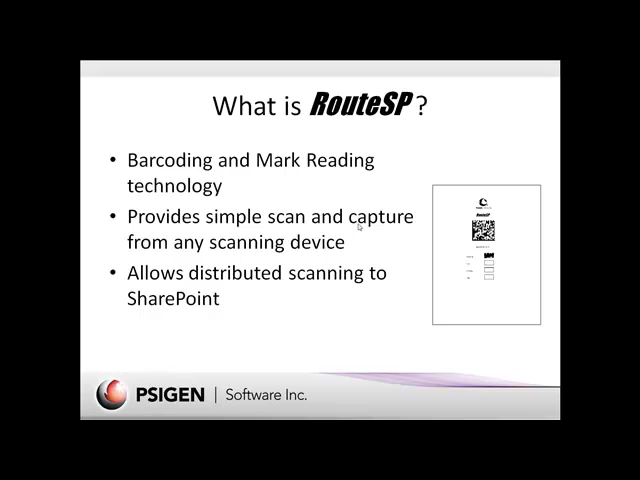 What is RouteSP ?
• Barcoding and Mark Reading
technology
• Provides simple scan and capture
from any scanning device
• Allows distributed scanning to
SharePoint
RouteSP
PSIGEN | Software Inc.